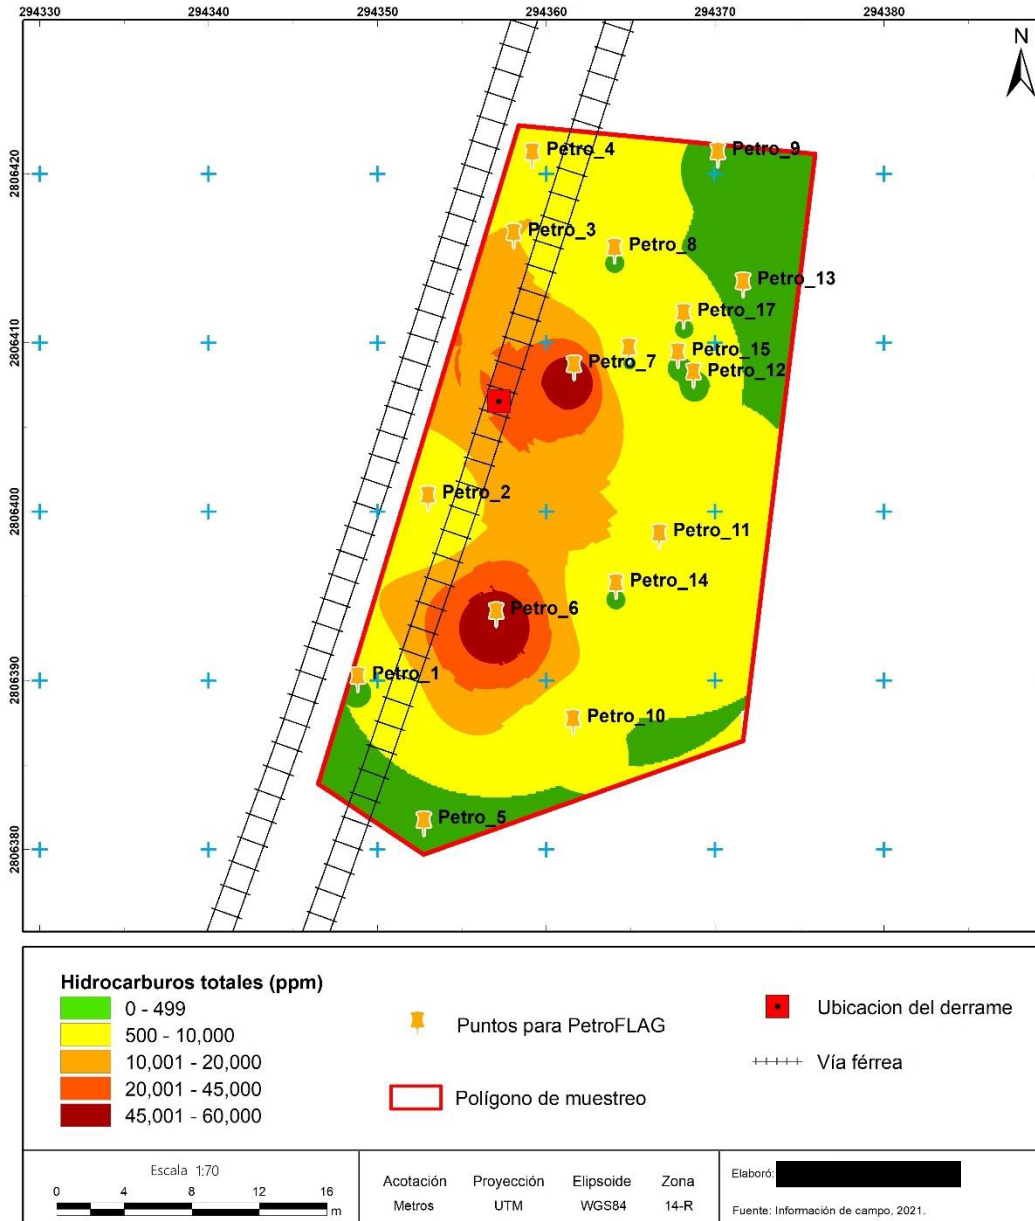 294330 294340 294350 294360 294370 294380
N
2806420
2806410
2806400
2806390
2806380
Petro_4
Petro_9
Petro_3
Petro_8
Petro_13
Petro_17
Petro_15
Petro_7
Petro_12
Petro_2
Petro_11
Petro_14
Petro_6
Petro_1
Petro_10
Petro_5
Hidrocarburos totales (ppm)
0 - 499
500 - 10,000
10,001 - 20,000
20,001 - 45,000
45,001 - 60,000
Puntos para PetroFLAG
Polígono de muestreo
Ubicacion del derrame
Vía férrea
Escala 1:70
0 4 8 12 16
m
Acotación Proyección Elipsoide Zona
Metros UTM WGS84 14-R
Elaboró:
Fuente: Información de campo, 2021.